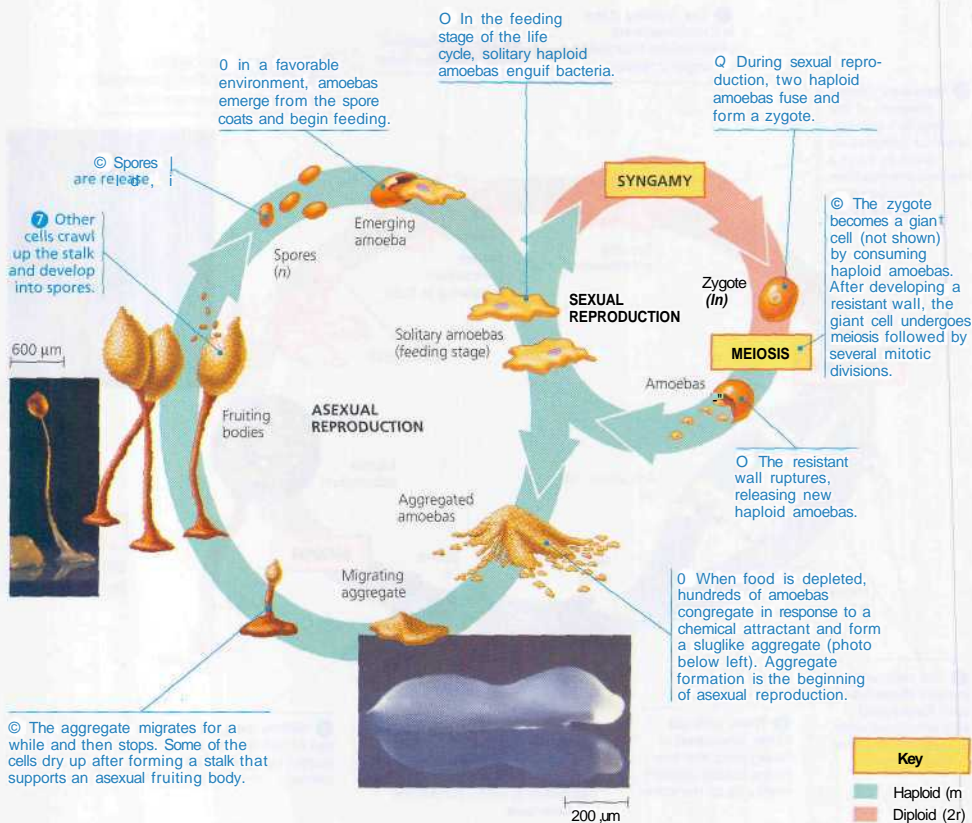 O In the feeding
stage of the life
cycle, solitary haploid
amoebas enguif bacteria.
0 in a favorable
environment, amoebas
emerge from the spore
coats and begin feeding.
Q During sexual repro-
duction, two haploid
amoebas fuse and
form a zygote.
© Spores
are release
7 Other
cells crawl
up the stalk
and develop
into spores.
600 µm
Spores
(n)
Emerging
amoeba
SYNGAMY
© The zygote
becomes a giant
cell (not shown)
by consuming
haploid amoebas.
After developing a
resistant wall, the
giant cell undergoes
meiosis followed by
several mitotic
divisions.
Zygote
(In)
SEXUAL
REPRODUCTION
Solitary amoebas
(feeding stage)
MEIOSIS
Amoebas
Fruiting
bodies
ASEXUAL
REPRODUCTION
O The resistant
wall ruptures,
releasing new
haploid amoebas.
Aggregated
amoebas
Migrating
aggregate
0 When food is depleted,
hundreds of amoebas
congregate in response to a
chemical attractant and form
a sluglike aggregate (photo
below left). Aggregate
formation is the beginning
of asexual reproduction.
© The aggregate migrates for a
while and then stops. Some of the
cells dry up after forming a stalk that
supports an asexual fruiting body.
200 ,um
Key
Haploid (m
Diploid (2r)